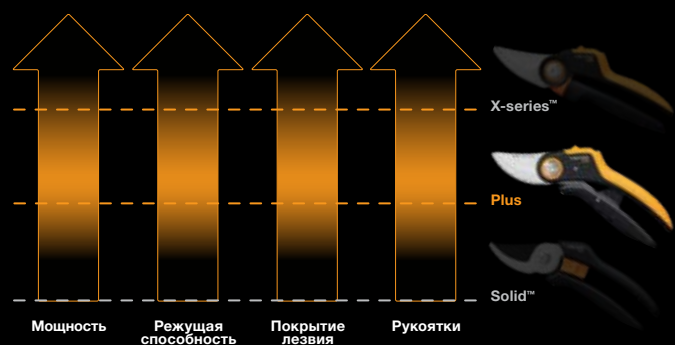 X-series™
Plus
Solid™
Мощность
Режущая
способность
Покрытие
лезвия
Рукоятки